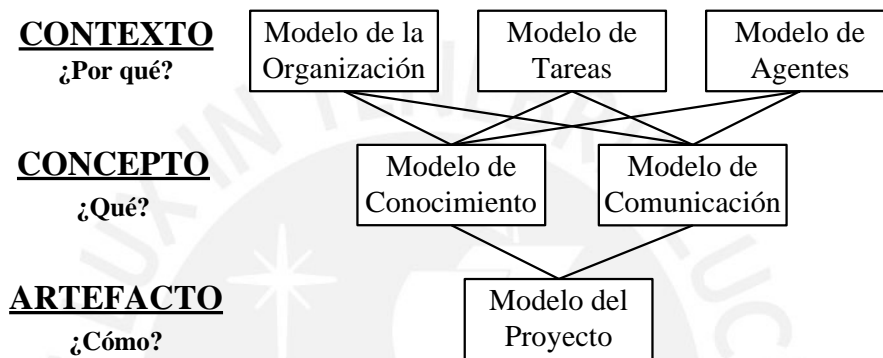 CONTEXTO
¿Por qué?
Modelo de la
Organización
Modelo de
Tareas
Modelo de
Agentes
CONCEPTO
¿Qué?
Modelo de
Conocimiento
Modelo de
Comunicación
ARTEFACTO
¿Cómo?
Modelo del
Proyecto